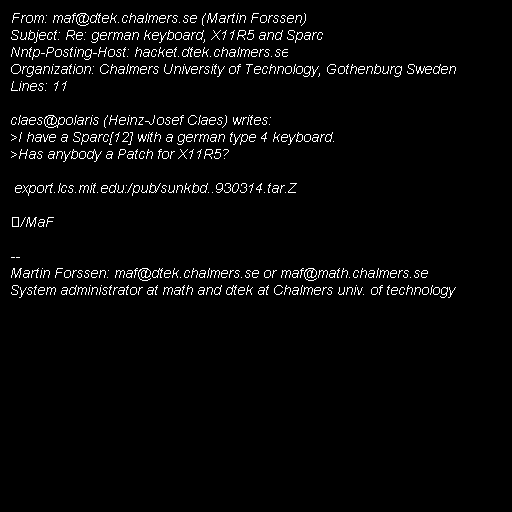 From: maf@dtek.chalmers.se (Martin Forssen)
Subject: Re: german keyboard, X11R5 and Sparc
Nntp-Posting-Host: hacket.dtek.chalmers.se
Organization: Chalmers University of Technology, Gothenburg Sweden
Lines: 11
claes@polaris (Heinz-Josef Claes) writes:
>I have a Sparc[12] with a german type 4 keyboard.
>Has anybody a Patch for X11R5?
export.lcs.mit.edu:/pub/sunkbd..930314.tar.Z
/MaF
--
Martin Forssen: maf@dtek.chalmers.se or maf@math.chalmers.se
System administrator at math and dtek at Chalmers univ. of technology